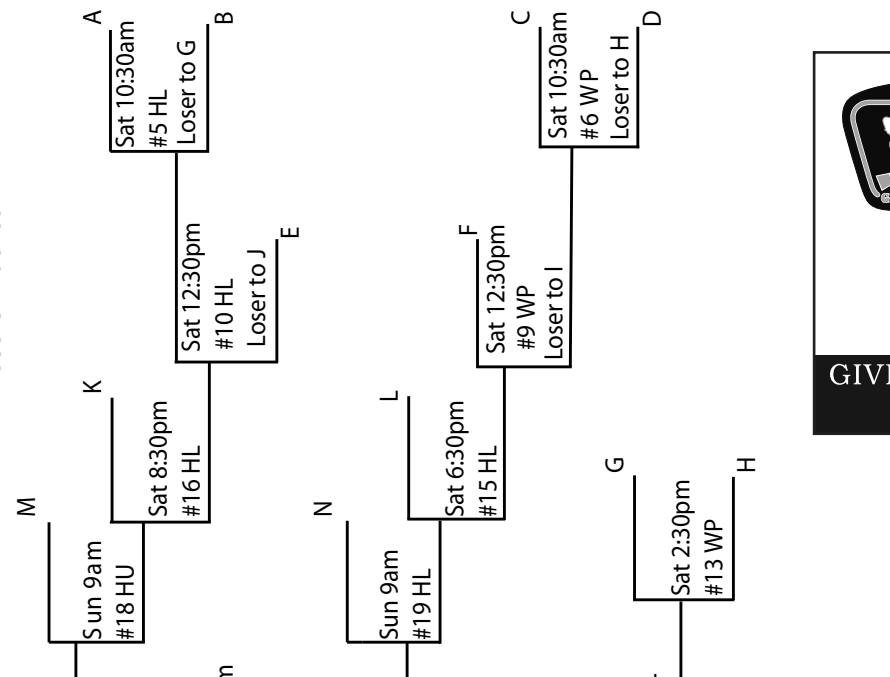 A
Sat 10:30am
#5 HL
Loser to G
B
C
Sat 10:30am
#6 WP
Loser to H
D
Sat 12:30pm
#10 HL
Loser to J
E
F
Sat 12:30pm
#9 WP
Loser to I
K
Sat 8:30pm
#16 HL
L
Sat 6:30pm
#15 HL
G
Sat 2:30pm
#13 WP
H
M
Sun 9am
#18 HU
N
Sun 9am
#19 HL
GIV